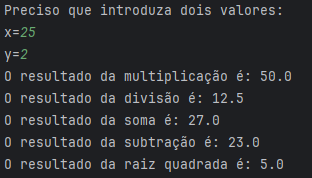 Preciso que introduza dois valores:
x=25
y=2
O resultado da multiplicação é: 50.0
O resultado da divisão é: 12.5
O resultado da soma é: 27.0
O resultado da subtração é: 23.0
O resultado da raiz quadrada é: 5.0